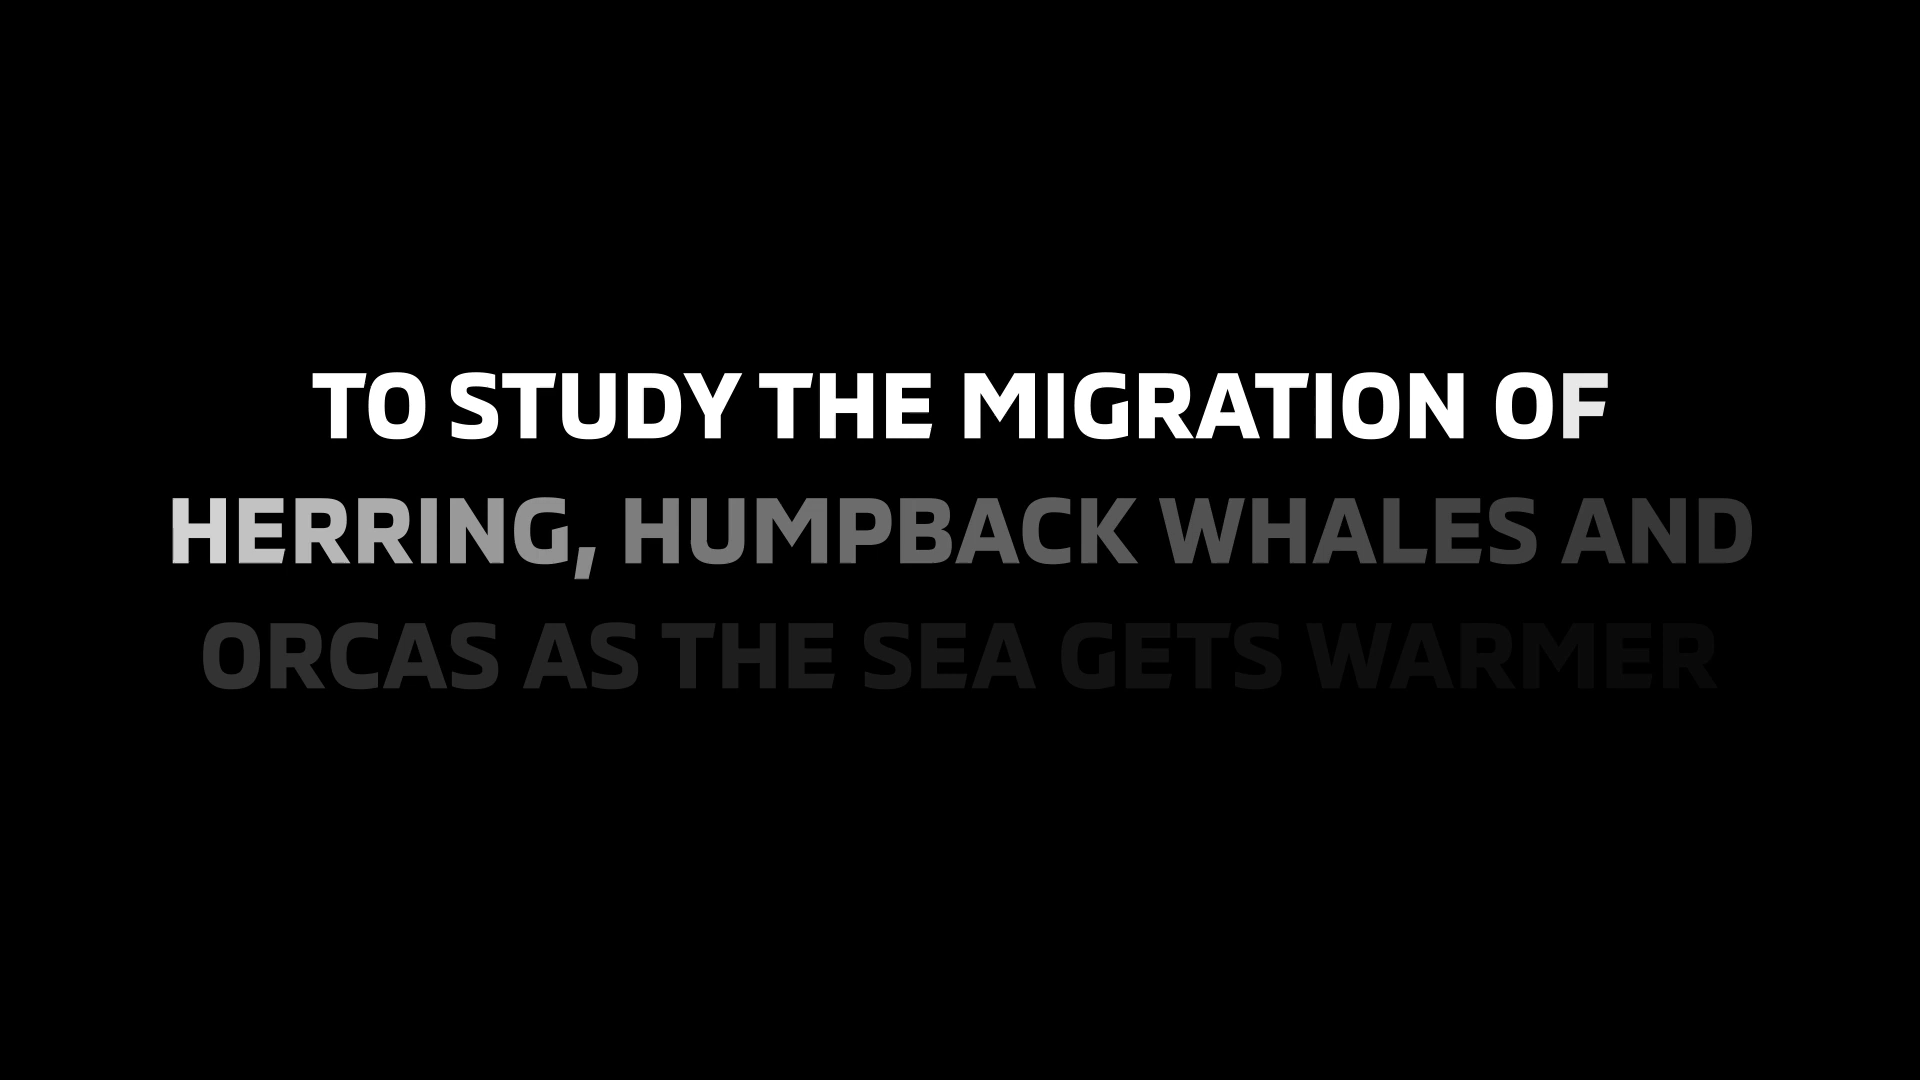 TO STUDY THE MIGRATION OF
HERRING, HUMPBACK WHALES AND
ORCAS AS THE SEA GETS WARMER